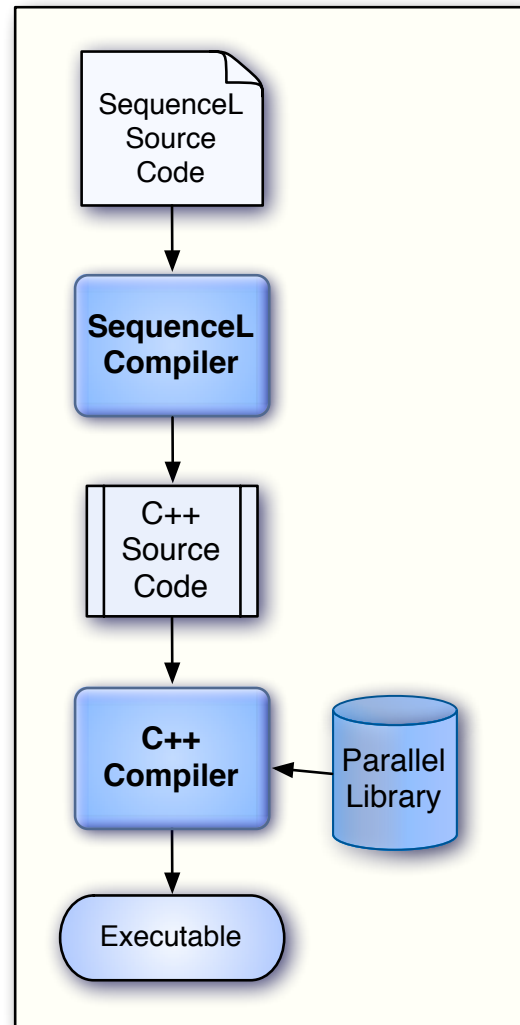 SequenceL
Source
Code
SequenceL
Compiler
C++
Source
Code
C++
Compiler
Parallel
Library
Executable